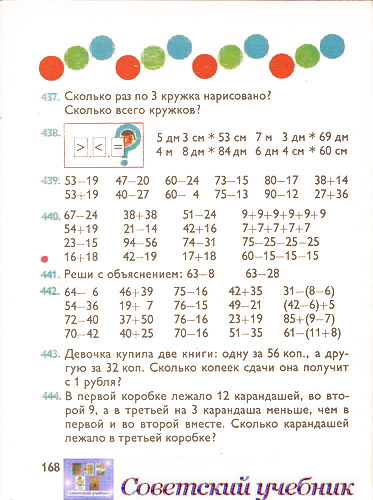 437. Сколько раз по 3 кружка нарисовано?
Сколько всего кружков?
438. > < = ? 5 дм 3 см * 53 см 7 м 3 дм * 69 дм
4 м 8 дм * 84 дм 6 дм 4 см * 60 см
439. 53−19 47−20 60−24 73−15 80−17 38+14
53+19 40−27 60− 4 75−13 90−12 27+36
440. 67−24 38+38 51−24 9+9+9+9+9+9
54+19 21−14 42+16 7+7+7+7+7
23−15 94−56 74−31 75−25−25−25
16+18 42−19 17+18 60−15−15−15
441. Реши с объяснением: 63−8 63−28
442. 64− 6 46+39 75−16 42+35 31−(8−6)
54−36 19+ 7 76−15 49−21 (42−6)+5
72−40 37+50 76−16 23+19 85+(9−7)
70−42 40+25 70−16 51−35 61−(11+8)
443. Девочка купила две книги: одну за 56 коп., а дру-
гую за 32 коп. Сколько копеек сдачи она получит
с 1 рубля?
444. В первой коробке лежало 12 карандашей, во вто-
рой 9, а в третьей на 3 карандаша меньше, чем в
первой и во второй вместе. Сколько карандашей
лежало в третьей коробке?
168
Советский учебник